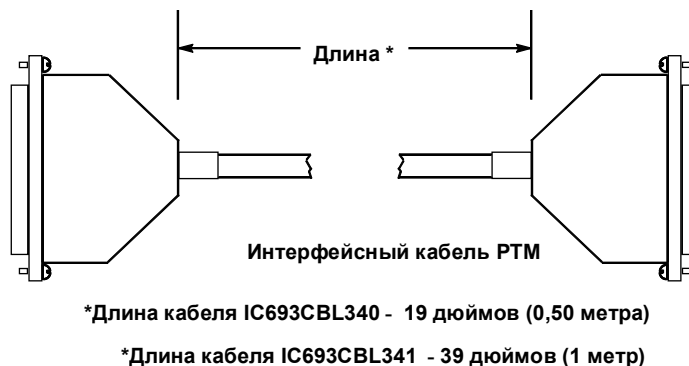 Длина *
Интерфейсный кабель PTM
*Длина кабеля IC693CBL340 - 19 дюймов (0,50 метра)
*Длина кабеля IC693CBL341 - 39 дюймов (1 метр)